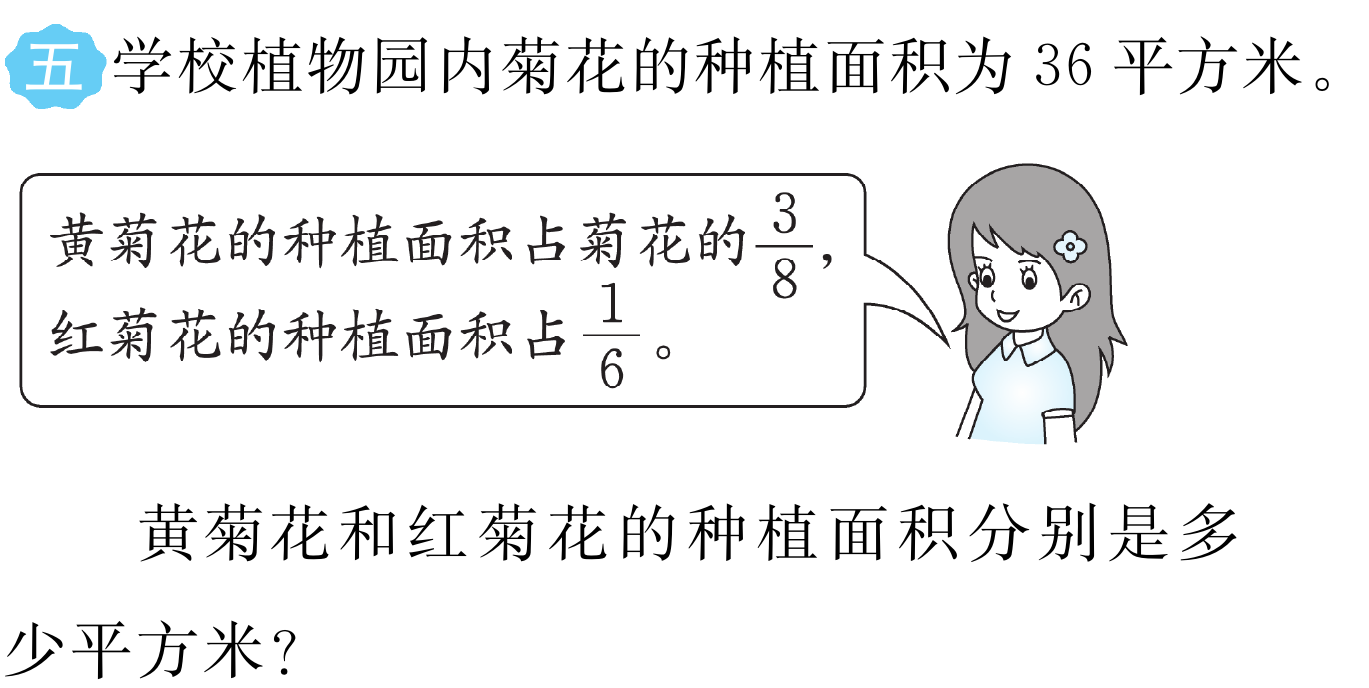 五 学校植物园内菊花的种植面积为 36 平方米。
黄菊花的种植面积占菊花的3/8,
红菊花的种植面积占1/6。
黄菊花和红菊花的种植面积分别是多
少平方米?